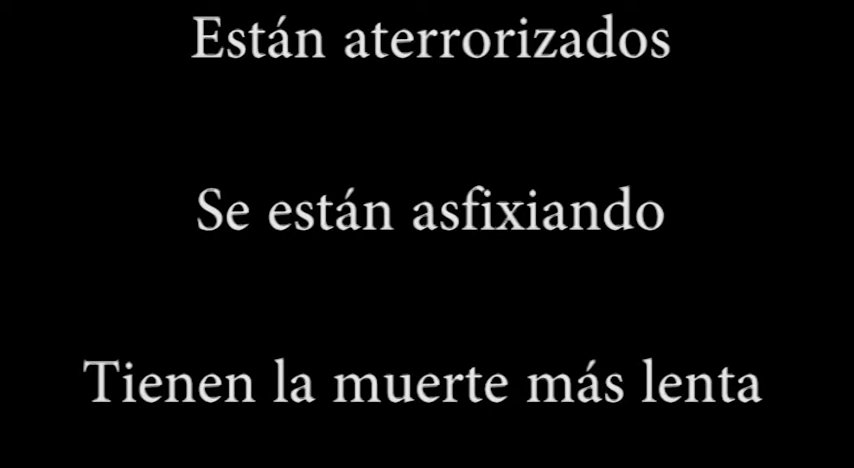 Están aterrorizados
Se están asfixiando
Tienen la muerte más lenta